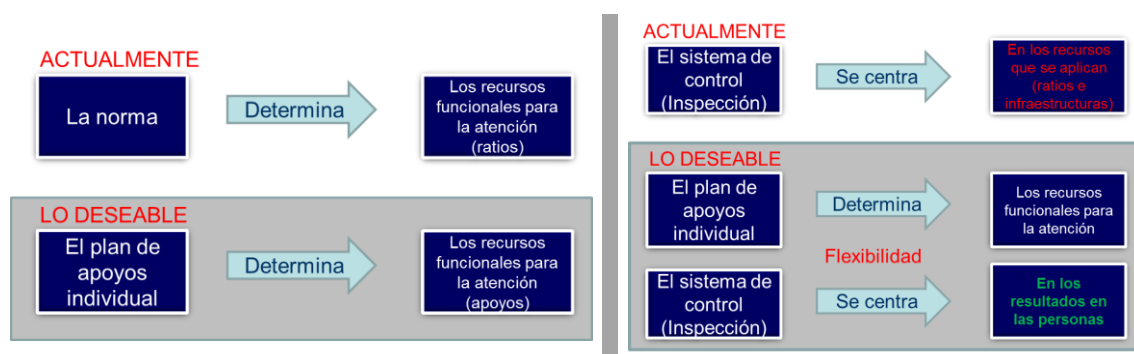 ACTUALMENTE
La norma
Determina
Los recursos
funcionales para
la atención
(ratios)
LO DESEABLE
El plan de
apoyos
individual
Determina
Los recursos
funcionales para
la atención
(apoyos)
ACTUALMENTE
El sistema de
control
(Inspección)
Se centra
En los recursos
que se aplican
(ratios e
infraestructuras)
LO DESEABLE
El plan de
apoyos
individual
Determina
Los recursos
funcionales para
la atención
Flexibilidad
El sistema de
control
(Inspección)
Se centra
En los
resultados en
las personas